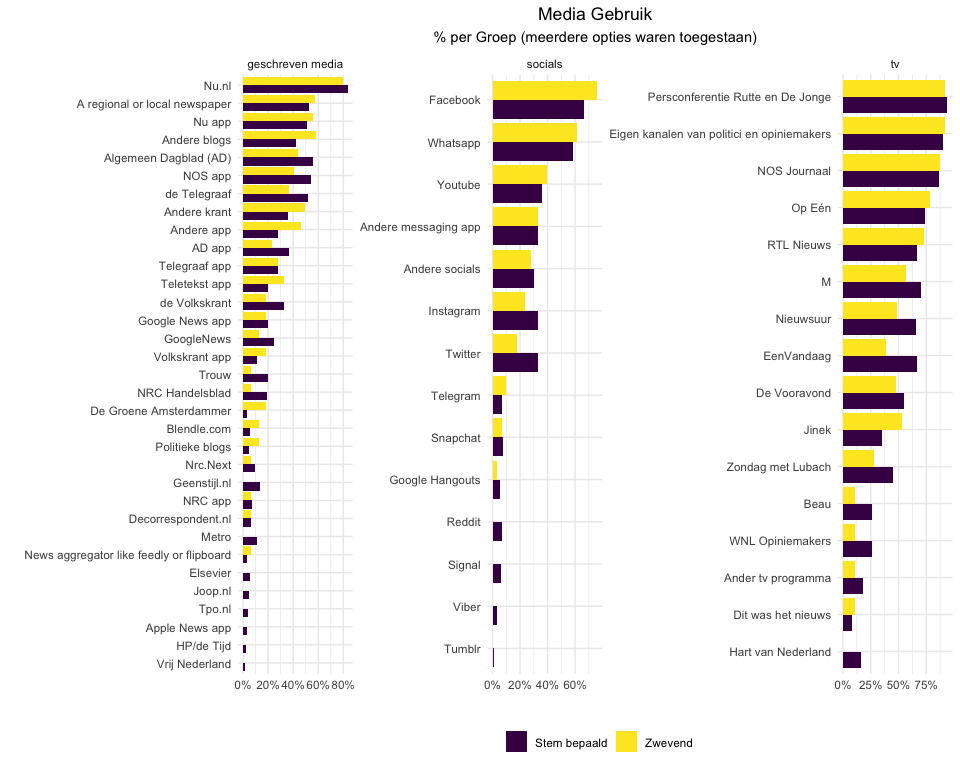 Media Gebruik
% per Groep (meerdere opties waren toegestaan)
geschreven media
Nu.nl
A regional or local newspaper
Nu app
Andere blogs
Algemeen Dagblad (AD)
NOS app
de Telegraaf
Andere krant
Andere app
AD app
Telegraaf app
Teletekst app
de Volkskrant
Google News app
GoogleNews
Volkskrant app
Trouw
NRC Handelsblad
De Groene Amsterdammer
Blendle.com
Politieke blogs
Nrc.Next
Geenstijl.nl
NRC app
Decorrespondent.nl
Metro
News aggregator like feedly or flipboard
Elsevier
Joop.nl
Tpo.nl
Apple News app
HP/de Tijd
Vrij Nederland
0% 20% 40% 60% 80%
socials
Facebook
Whatsapp
Youtube
Andere messaging app
Andere socials
Instagram
Twitter
Telegram
Snapchat
Google Hangouts
Reddit
Signal
Viber
Tumblr
0% 20% 40% 60%
tv
Persconferentie Rutte en De Jonge
Eigen kanalen van politici en opiniemakers
NOS Journaal
Op Eén
RTL Nieuws
M
Nieuwsuur
EenVandaag
De Vooravond
Jinek
Zondag met Lubach
Beau
WNL Opiniemakers
Ander tv programma
Dit was het nieuws
Hart van Nederland
0% 25% 50% 75%
Stem bepaald Zwevend